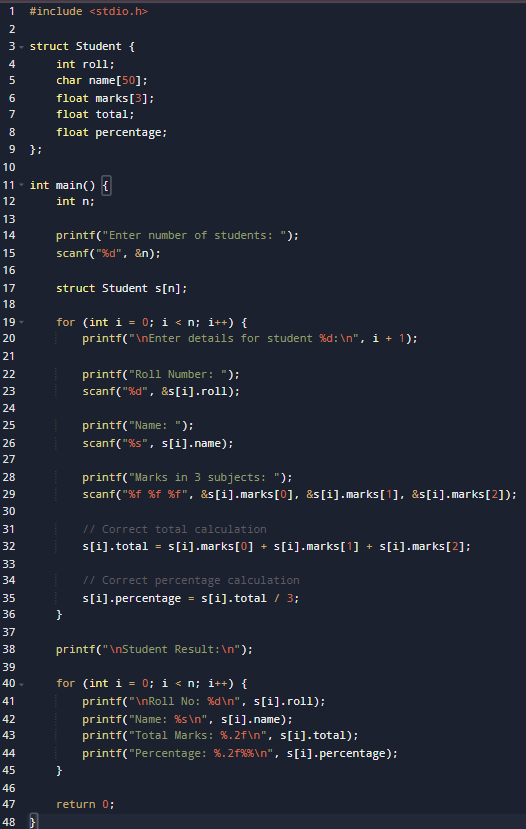 1 #include <stdio.h>
2
3 struct Student {
4     int roll;
5     char name[50];
6     float marks[3];
7     float total;
8     float percentage;
9 };
10
11 int main() {
12     int n;
13
14     printf("Enter number of students: ");
15     scanf("%d", &n);
16
17     struct Student s[n];
18
19     for (int i = 0; i < n; i++) {
20         printf("\nEnter details for student %d:\n", i + 1);
21
22         printf("Roll Number: ");
23         scanf("%d", &s[i].roll);
24
25         printf("Name: ");
26         scanf("%s", s[i].name);
27
28         printf("Marks in 3 subjects: ");
29         scanf("%f %f %f", &s[i].marks[0], &s[i].marks[1], &s[i].marks[2]);
30
31         // Correct total calculation
32         s[i].total = s[i].marks[0] + s[i].marks[1] + s[i].marks[2];
33
34         // Correct percentage calculation
35         s[i].percentage = s[i].total / 3;
36     }
37
38     printf("\nStudent Result:\n");
39
40     for (int i = 0; i < n; i++) {
41         printf("\nRoll No: %d\n", s[i].roll);
42         printf("Name: %s\n", s[i].name);
43         printf("Total Marks: %.2f\n", s[i].total);
44         printf("Percentage: %.2f%%\n", s[i].percentage);
45     }
46
47     return 0;
48 }